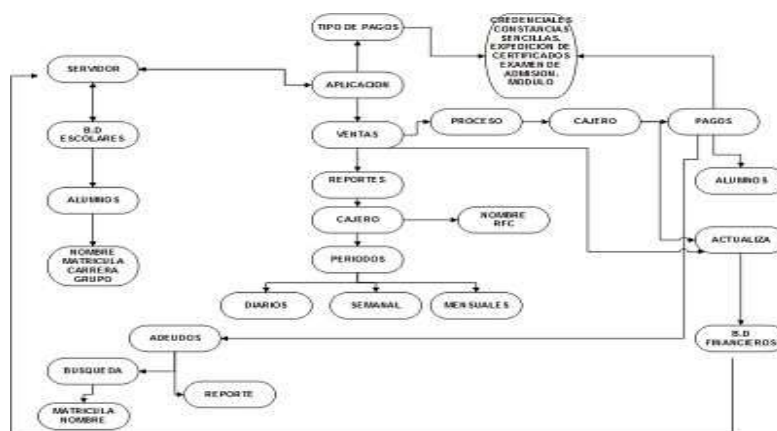 TIPO DE PAGOS
CREDENCIALES
CONSTANCIAS
SENCILLAS.
EXPEDICION DE
CERTIFICADOS
EXAMEN DE
ADMISION.
MODULO
SERVIDOR
APLICACION
B.D
ESCOLARES
VENTAS
PROCESO
CAJERO
PAGOS
ALUMNOS
REPORTES
ALUMNOS
CAJERO
NOMBRE
RFC
NOMBRE
MATRICULA
CARRERA
GRUPO
PERIODOS
ACTUALIZA
DIARIOS
SEMANAL
MENSUALES
ADEUDOS
B.D
FINANCIEROS
BUSQUEDA
REPORTE
MATRICULA
NOMBRE